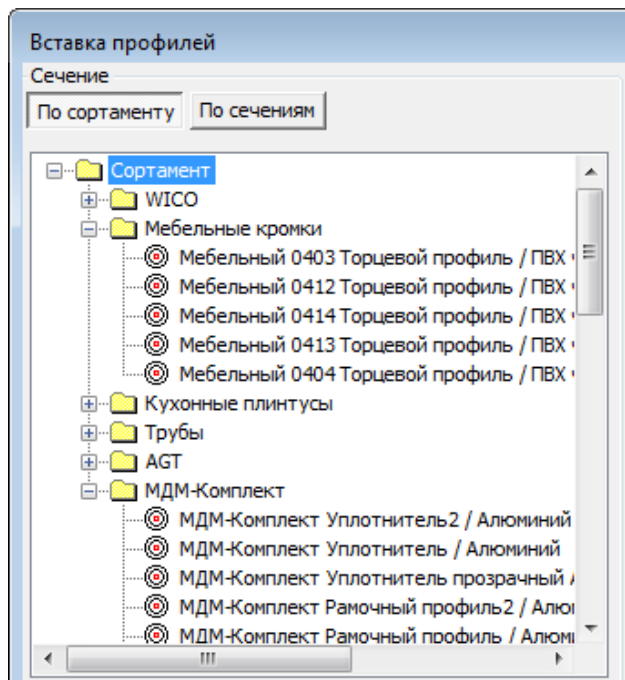 Вставка профилей
Сечение
По сортаменту По сечениям
Сортамент
WICO
Мебельные кромки
Мебельный 0403 Торцевой профиль / ПВХ
Мебельный 0412 Торцевой профиль / ПВХ
Мебельный 0414 Торцевой профиль / ПВХ
Мебельный 0413 Торцевой профиль / ПВХ
Мебельный 0404 Торцевой профиль / ПВХ
Кухонные плинтусы
Трубы
AGT
МДМ-Комплект
МДМ-Комплект Уплотнитель2 / Алюминий
МДМ-Комплект Уплотнитель / Алюминий
МДМ-Комплект Уплотнитель прозрачный
МДМ-Комплект Рамочный профиль2 /
МДМ-Комплект Рамочный профиль /